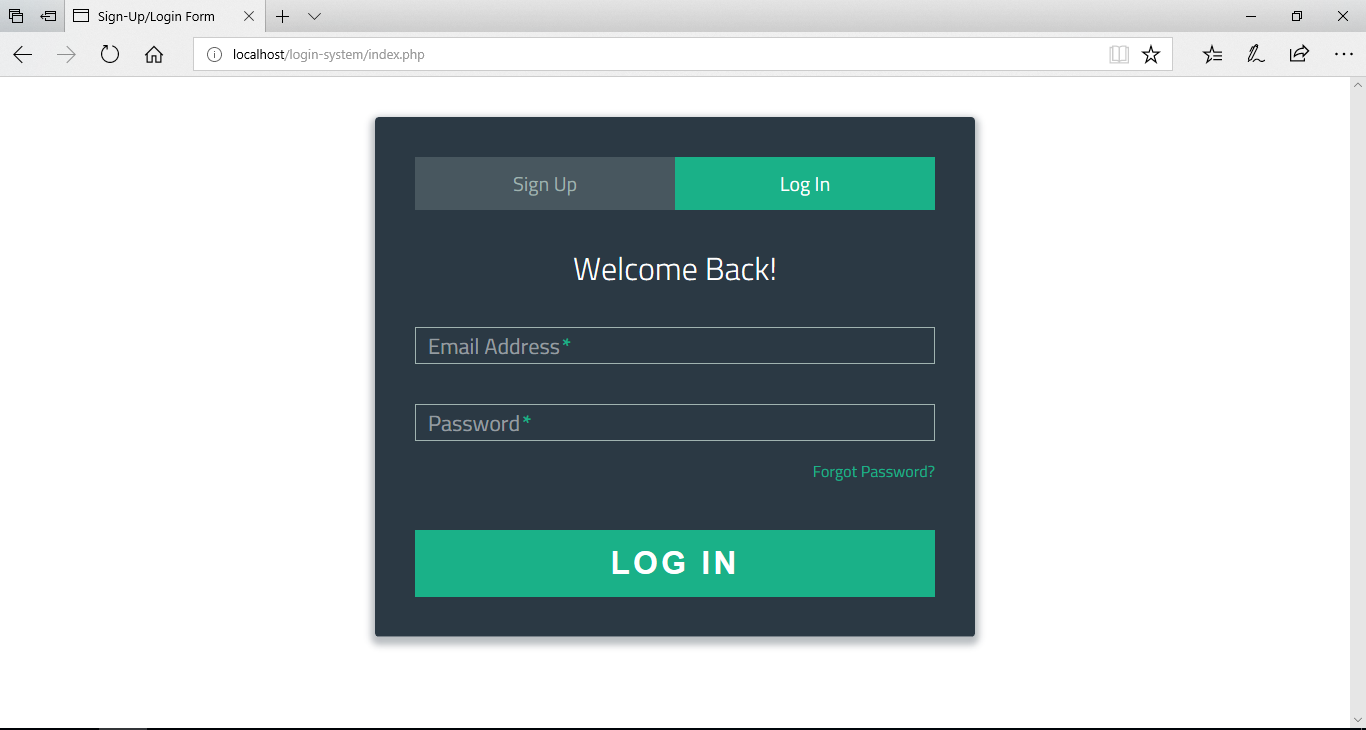 Sign-Up/Login Form
localhost/login-system/index.php
Sign Up Log In
Welcome Back!
Email Address*
Password*
Forgot Password?
LOG IN